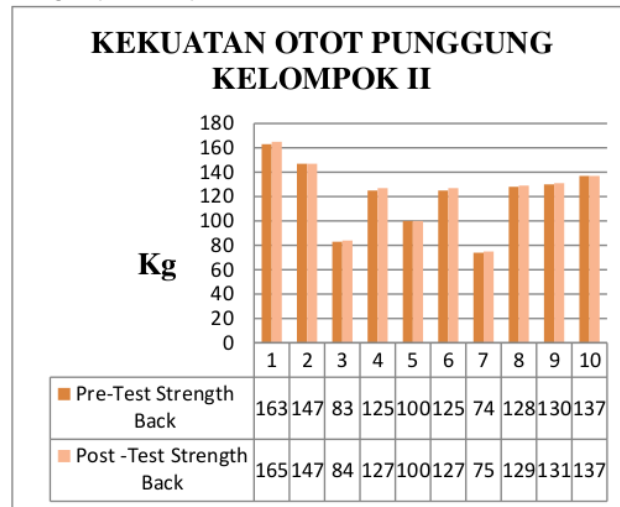 KEKUATAN OTOT PUNGGUNG
KELOMPOK II
180
160
140
120
100
80
60
40
20
0
Kg
1 2 3 4 5 6 7 8 9 10
Pre-Test Strength
Back
163 147 83 125 100 125 74 128 130 137
Post -Test Strength
Back
165 147 84 127 100 127 75 129 131 137